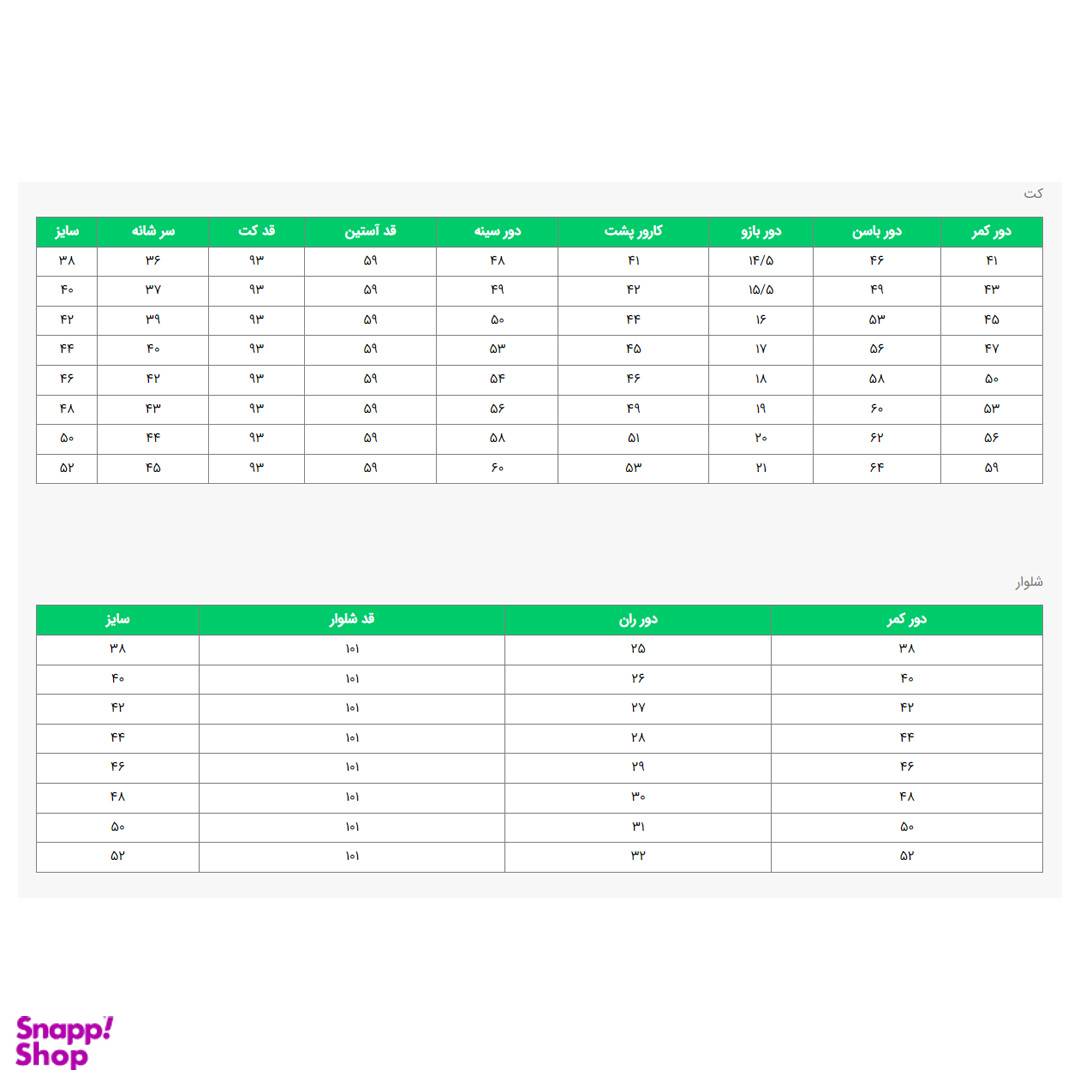 کت
دور کمر دور باسن دور بازو کارور پشت دور سینه قد آستین قد کت سر شانه سایز
۴۱ ۴۶ ۱۴/۵ ۴۱ ۴۸ ۵۹ ۹۳ ۳۶ ۳۸
۴۳ ۴۹ ۱۵/۵ ۴۲ ۴۹ ۵۹ ۹۳ ۳۷ ۴۰
۴۵ ۵۳ ۱۶ ۴۴ ۵۰ ۵۹ ۹۳ ۳۹ ۴۲
۴۷ ۵۶ ۱۷ ۴۵ ۵۳ ۵۹ ۹۳ ۴۰ ۴۴
۵۰ ۵۸ ۱۸ ۴۶ ۵۴ ۵۹ ۹۳ ۴۲ ۴۶
۵۳ ۶۰ ۱۹ ۴۹ ۵۶ ۵۹ ۹۳ ۴۳ ۴۸
۵۶ ۶۲ ۲۰ ۵۱ ۵۸ ۵۹ ۹۳ ۴۴ ۵۰
۵۹ ۶۴ ۲۱ ۵۳ ۶۰ ۵۹ ۹۳ ۴۵ ۵۲
شلوار
دور کمر دور ران قد شلوار سایز
۳۸ ۲۵ ۱۰۱ ۳۸
۴۰ ۲۶ ۱۰۱ ۴۰
۴۲ ۲۷ ۱۰۱ ۴۲
۴۴ ۲۸ ۱۰۱ ۴۴
۴۶ ۲۹ ۱۰۱ ۴۶
۴۸ ۳۰ ۱۰۱ ۴۸
۵۰ ۳۱ ۱۰۱ ۵۰
۵۲ ۳۲ ۱۰۱ �5۲
Snapp!
Shop